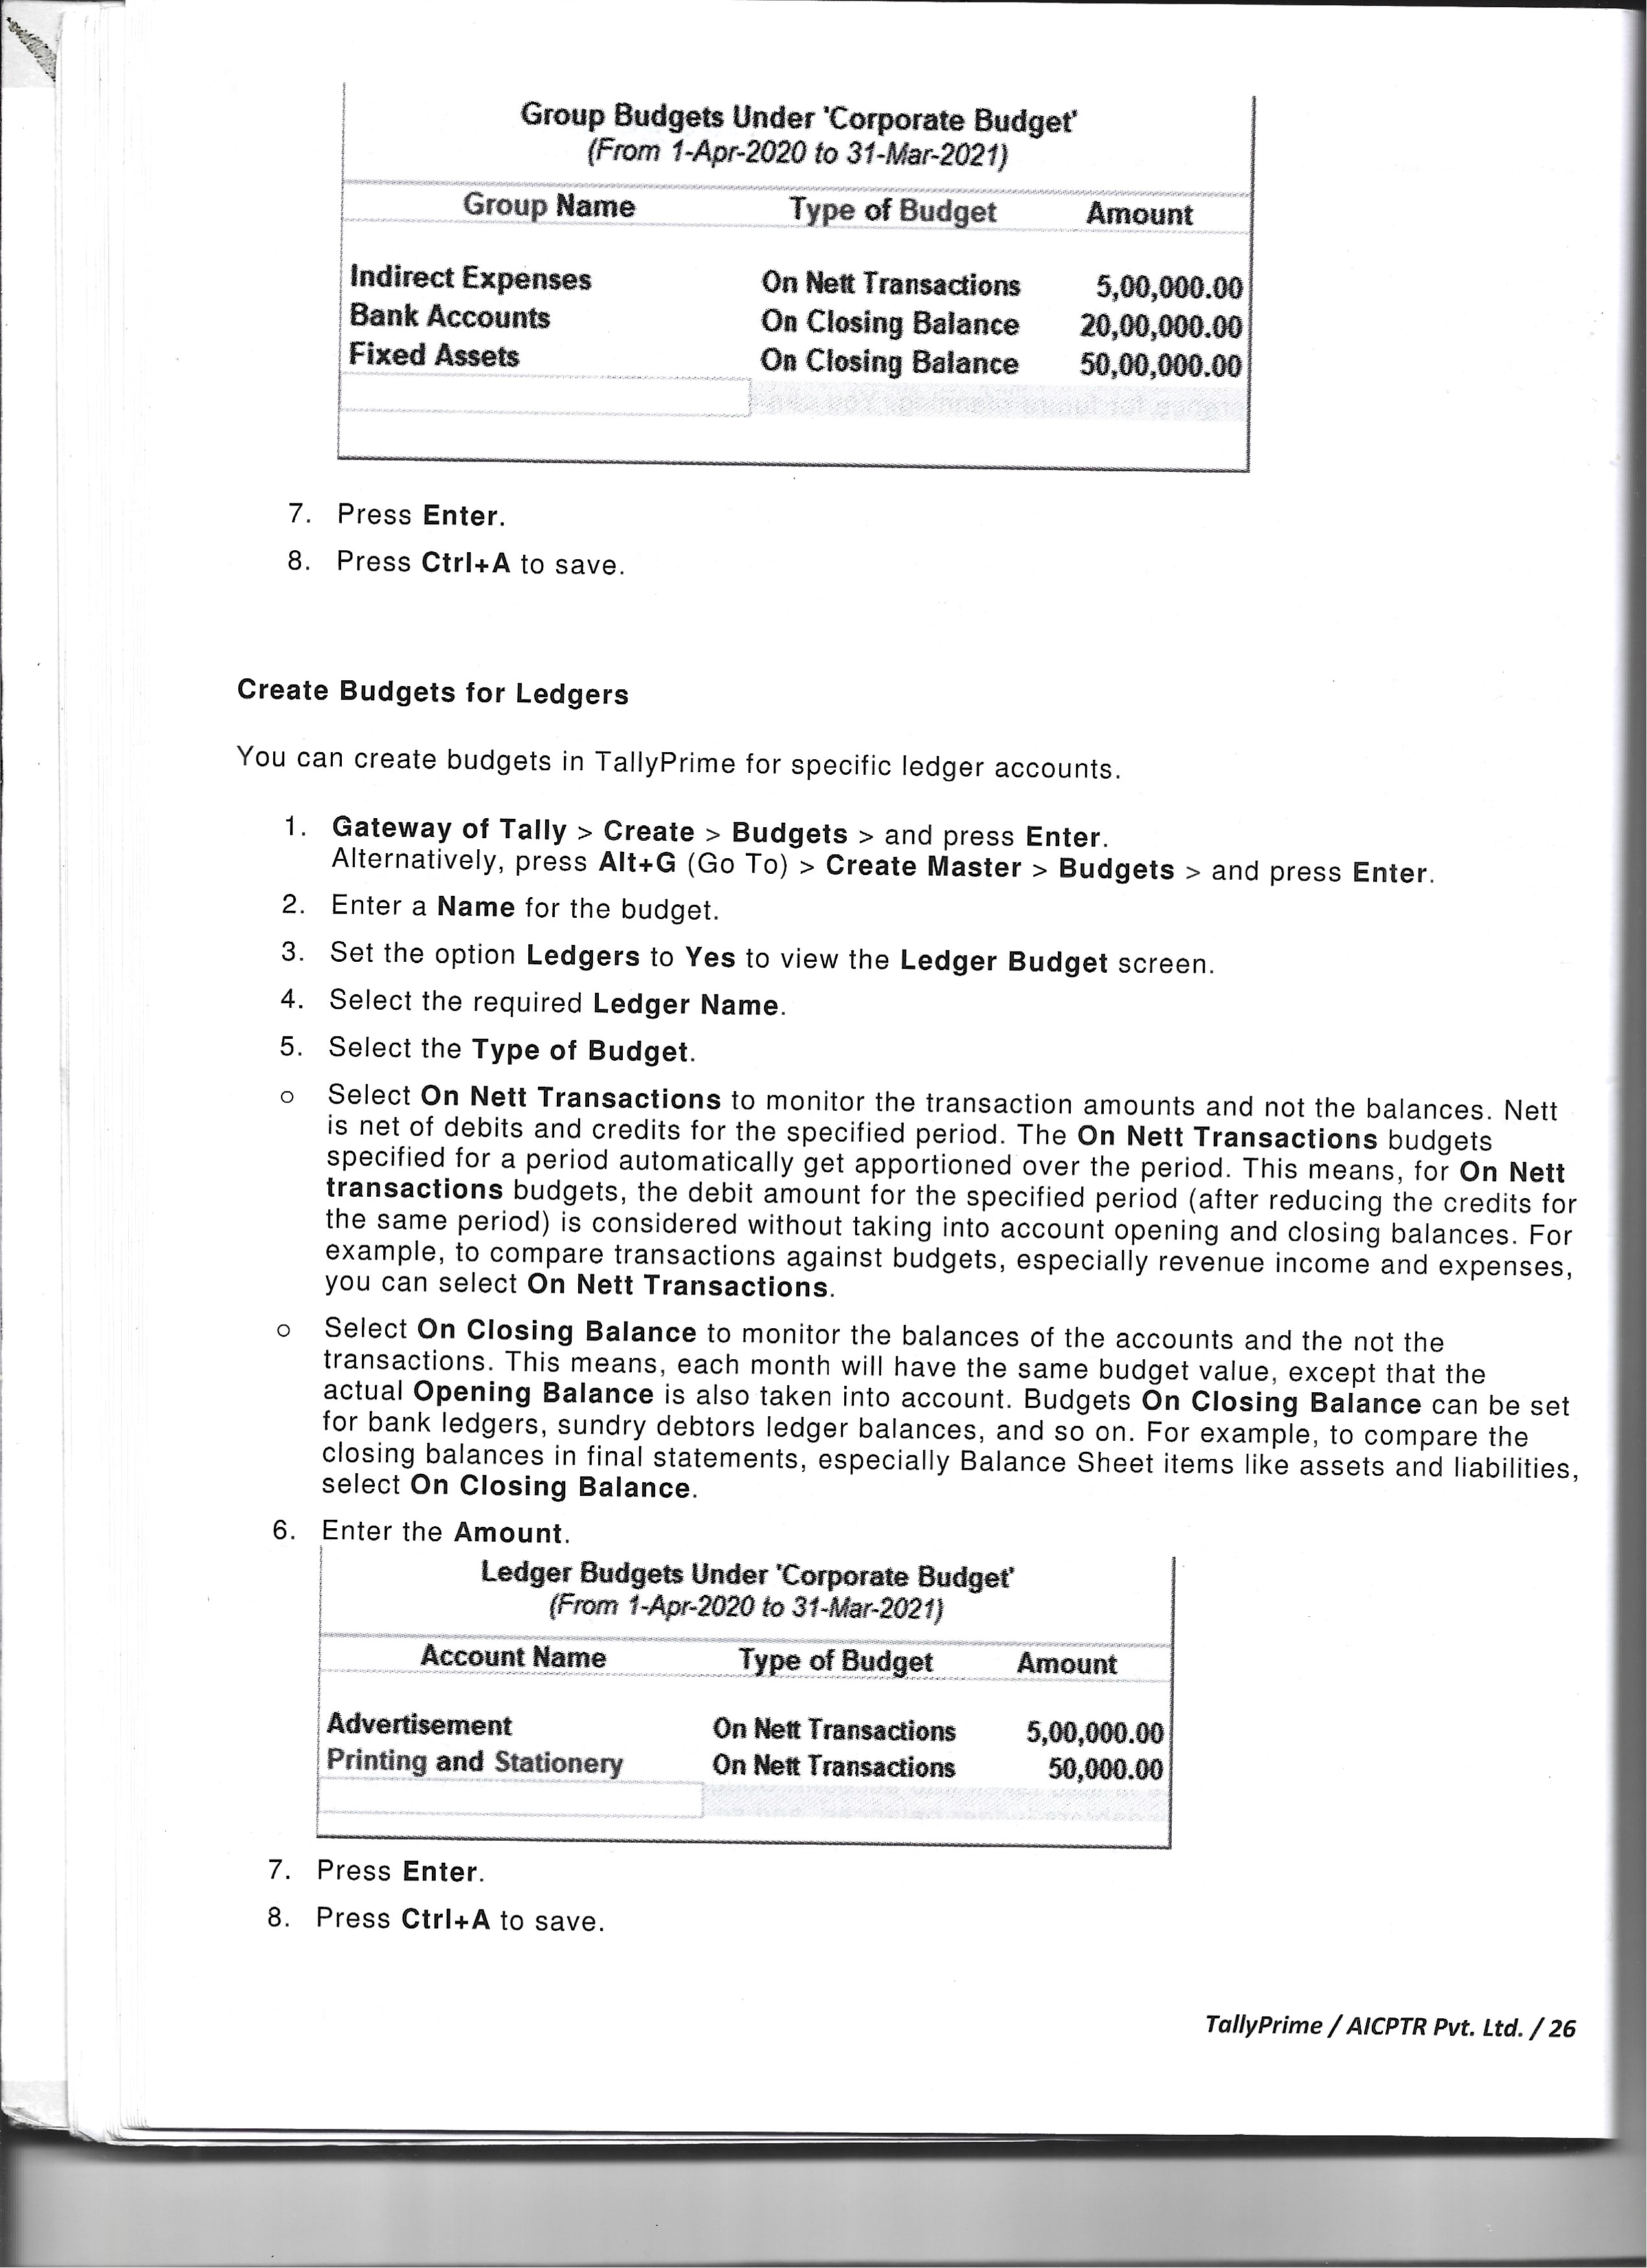 Group Budgets Under 'Corporate Budget'
(From 1-Apr-2020 to 31-Mar-2021)
Group Name Type of Budget Amount
Indirect Expenses On Nett Transactions 5,00,000.00
Bank Accounts On Closing Balance 20,00,000.00
Fixed Assets On Closing Balance 50,00,000.00
7. Press Enter.
8. Press Ctrl+A to save.
Create Budgets for Ledgers
You can create budgets in TallyPrime for specific ledger accounts.
1. Gateway of Tally > Create > Budgets > and press Enter.
Alternatively, press Alt+G (Go To) > Create Master > Budgets > and press Enter.
2. Enter a Name for the budget.
3. Set the option Ledgers to Yes to view the Ledger Budget screen.
4. Select the required Ledger Name.
5. Select the Type of Budget.
o Select On Nett Transactions to monitor the transaction amounts and not the balances. Nett
is net of debits and credits for the specified period. The On Nett Transactions budgets
specified for a period automatically get apportioned over the period. This means, for On Nett
transactions budgets, the debit amount for the specified period (after reducing the credits for
the same period) is considered without taking into account opening and closing balances. For
example, to compare transactions against budgets, especially revenue income and expenses,
you can select On Nett Transactions.
o Select On Closing Balance to monitor the balances of the accounts and the not the
transactions. This means, each month will have the same budget value, except that the
actual Opening Balance is also taken into account. Budgets On Closing Balance can be set
for bank ledgers, sundry debtors ledger balances, and so on. For example, to compare the
closing balances in final statements, especially Balance Sheet items like assets and liabilities,
select On Closing Balance.
6. Enter the Amount.
Ledger Budgets Under 'Corporate Budget'
(From 1-Apr-2020 to 31-Mar-2021)
Account Name Type of Budget Amount
Advertisement On Nett Transactions 5,00,000.00
Printing and Stationery On Nett Transactions 50,000.00
7. Press Enter.
8. Press Ctrl+A to save.
TallyPrime / AICPTR Pvt. Ltd. / 26